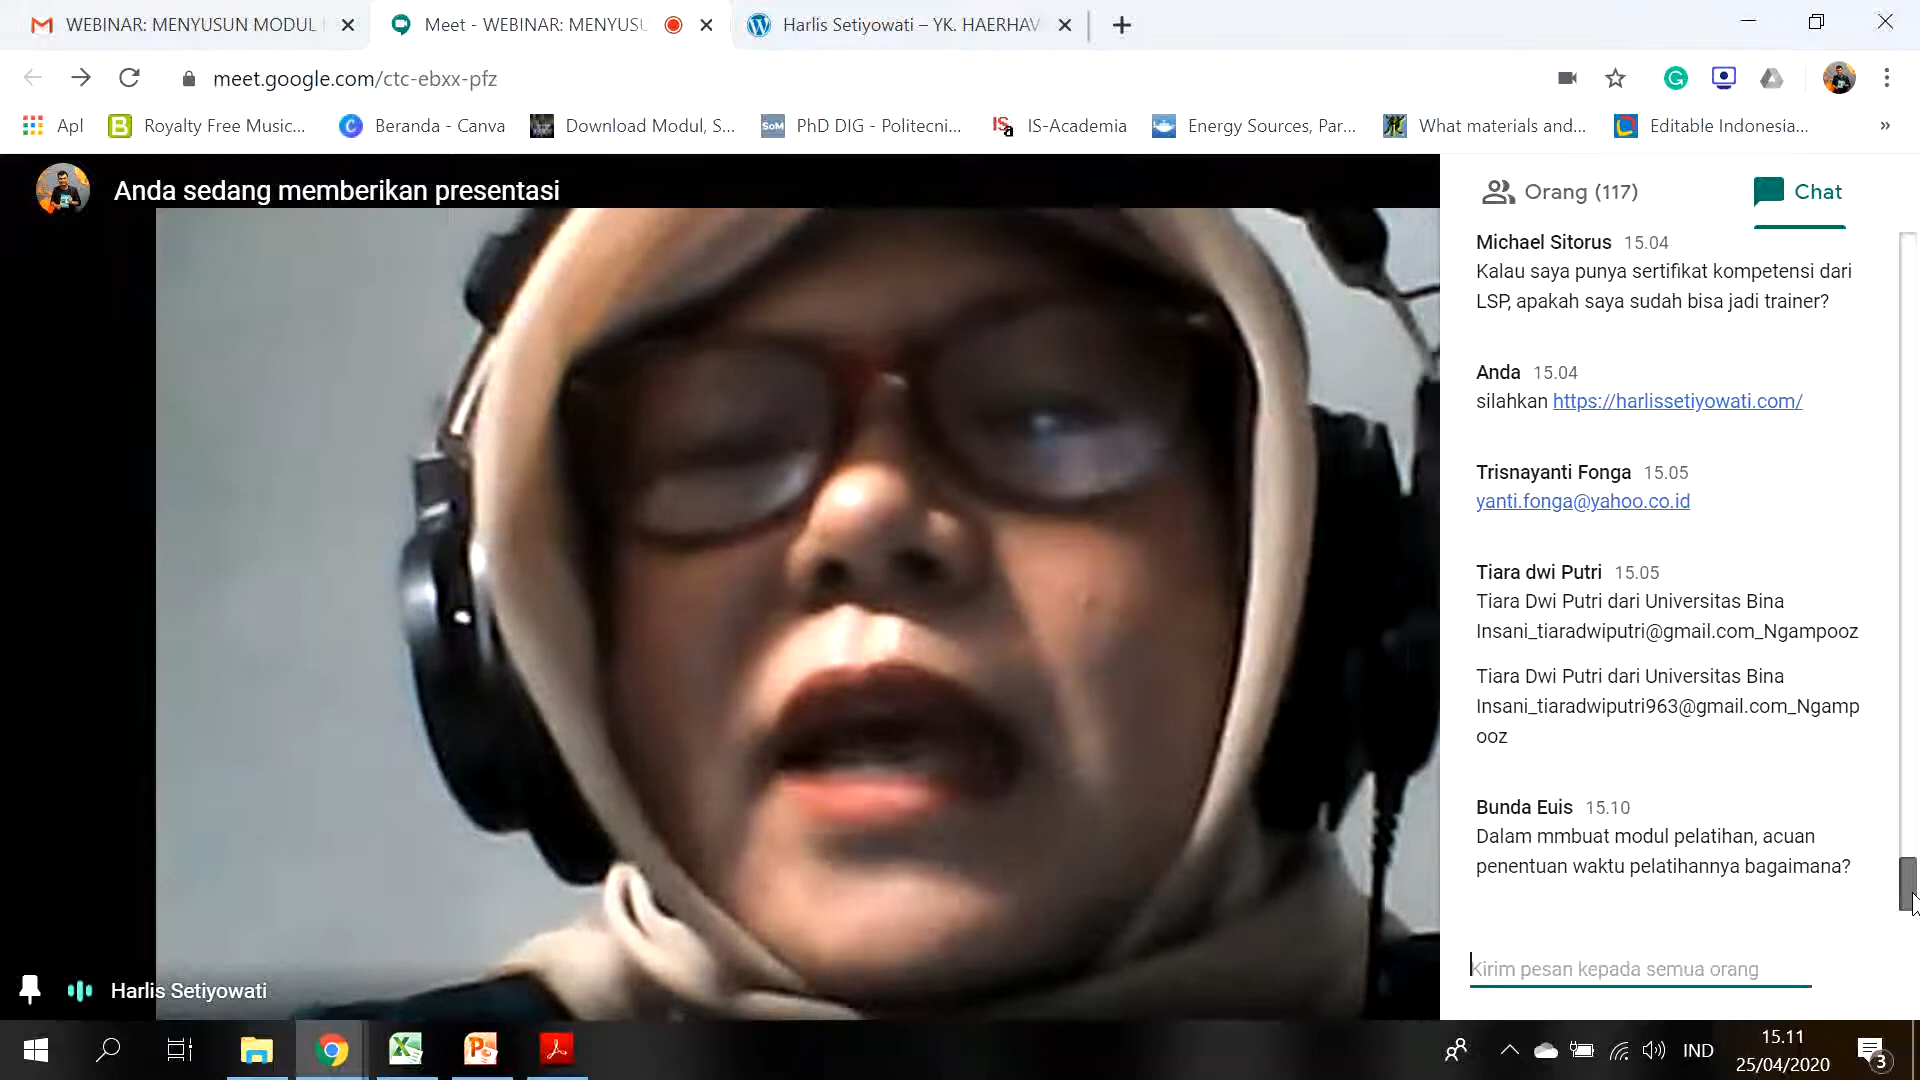 WEBINAR: MENYUSUN MODUL
Meet - WEBINAR: MENYUSU
Harlis Setiyowati – YK. HAERHAV
meet.google.com/ctc-ebxx-pfz
Apl
Royalty Free Music...
Beranda - Canva
Download Modul, S...
SoM
PhD DIG - Politecni...
IS-Academia
Energy Sources, Par...
What materials and...
Editable Indonesia...
Anda sedang memberikan presentasi
Orang (117)
Chat
Michael Sitorus 15.04
Kalau saya punya sertifikat kompetensi dari
LSP, apakah saya sudah bisa jadi trainer?
Anda 15.04
silahkan https://harlissetiyowati.com/
Trisnayanti Fonga 15.05
yanti.fonga@yahoo.co.id
Tiara dwi Putri 15.05
Tiara Dwi Putri dari Universitas Bina
Insani_tiaradwiputri@gmail.com_Ngampooz
Tiara Dwi Putri dari Universitas Bina
Insani_tiaradwiputri963@gmail.com_Ngamp
ooz
Bunda Euis 15.10
Dalam mmbuat modul pelatihan, acuan
penentuan waktu pelatihannya bagaimana?
Kirim pesan kepada semua orang
Harlis Setiyowati
IND
15.11
25/04/2020
3